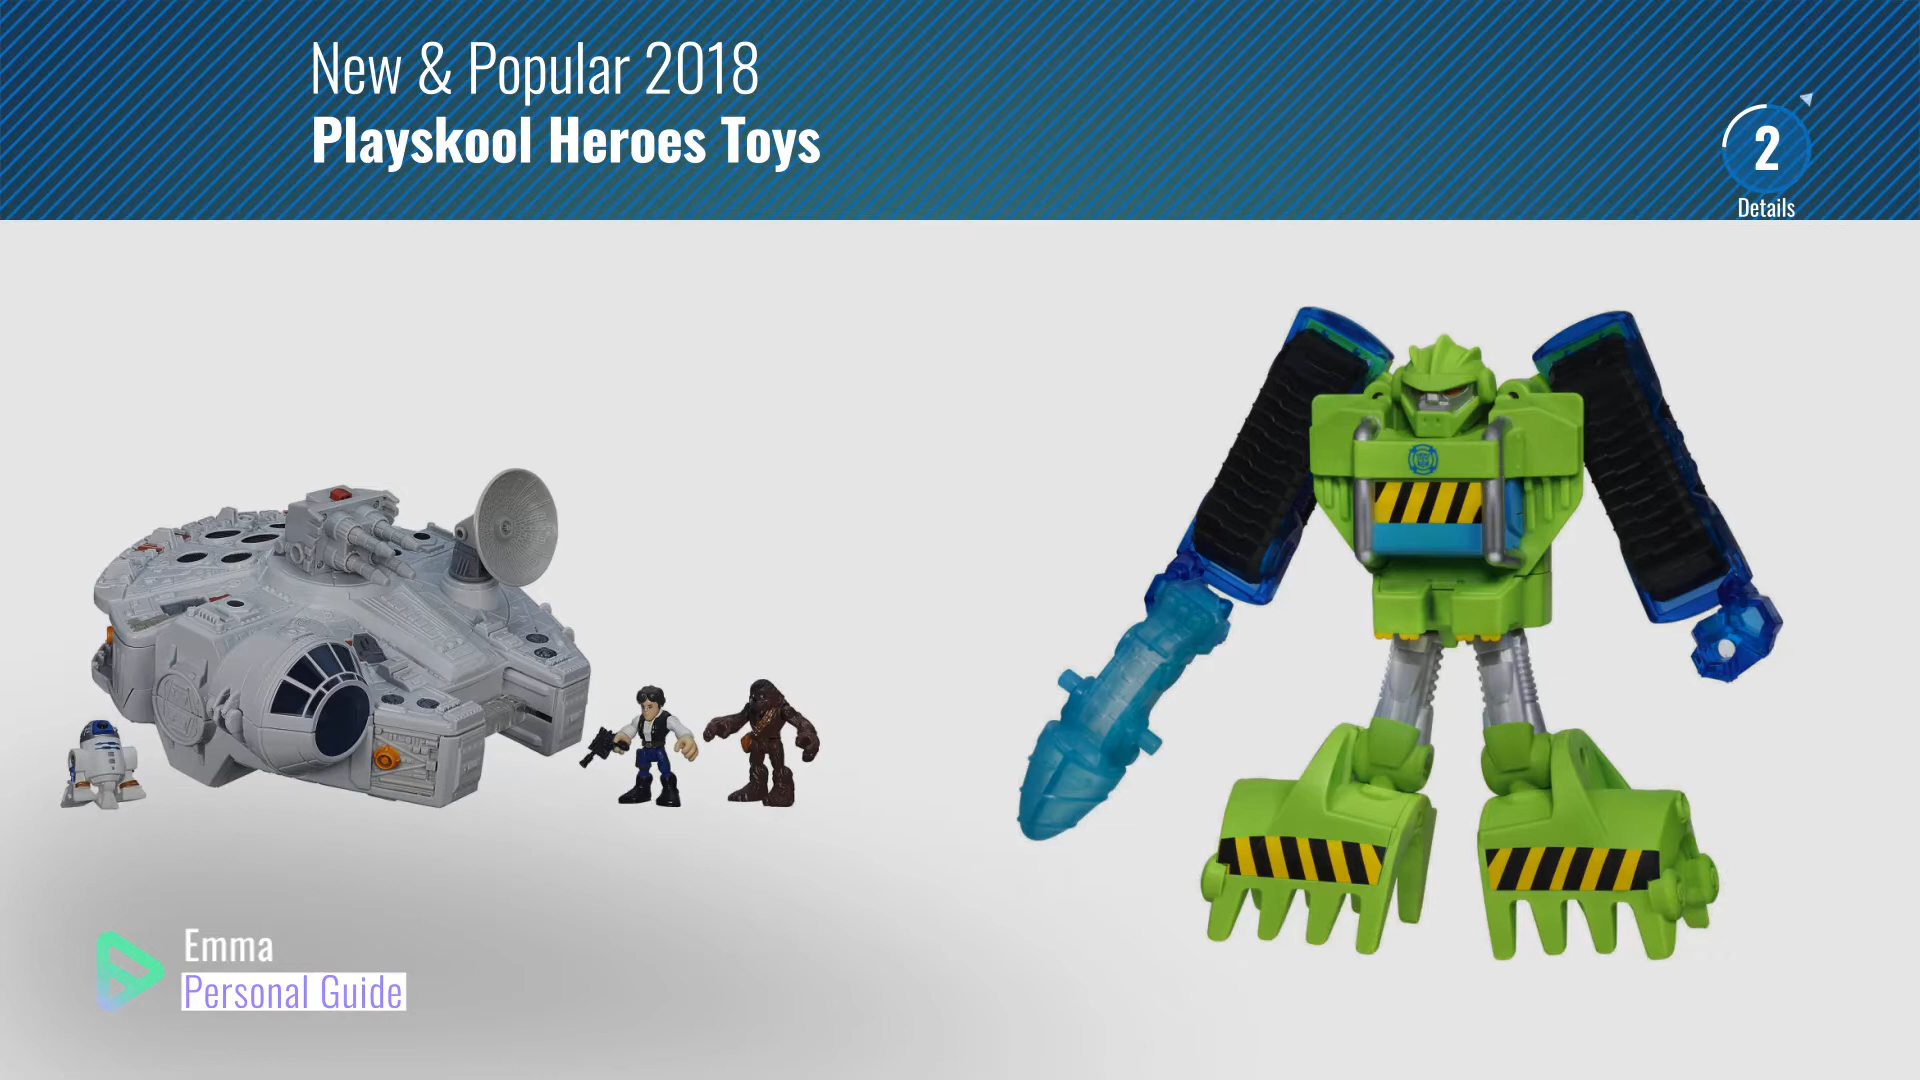 New & Popular 2018
Playskool Heroes Toys
2
Details
Emma
Personal Guide